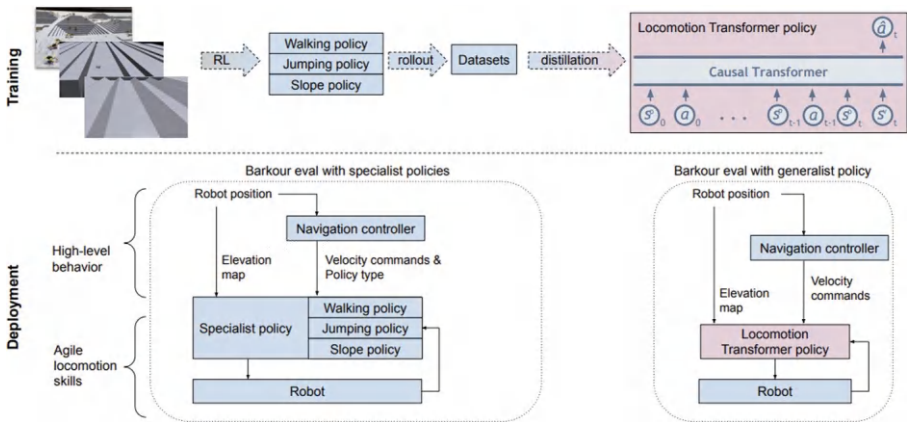 Training
RL
Walking policy
Jumping policy
Slope policy
rollout
Datasets
distillation
Locomotion Transformer policy
â t
Causal Transformer
a 0
. . .
a t-1
Deployment
High-level
behavior
Agile
locomotion
skills
Barkour eval with specialist policies
Robot position
Navigation controller
Elevation
map
Velocity commands &
Policy type
Specialist policy
Walking policy
Jumping policy
Slope policy
Robot
Barkour eval with generalist policy
Robot position
Navigation controller
Elevation
map
Velocity
commands
Locomotion
Transformer policy
Robot